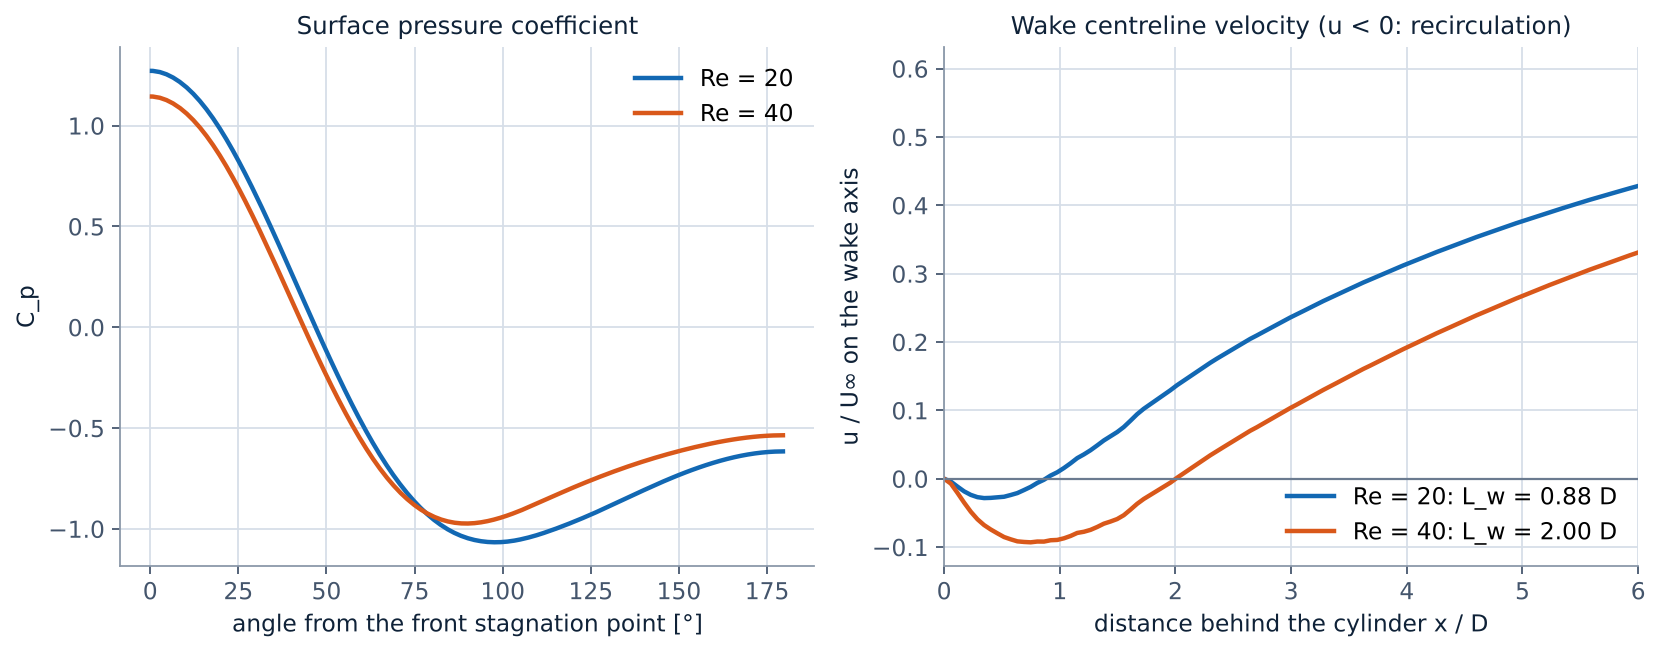 Surface pressure coefficient
Re = 20
Re = 40
C_p
1.0
0.5
0.0
−0.5
−1.0
0 25 50 75 100 125 150 175
angle from the front stagnation point [°]
Wake centreline velocity (u < 0: recirculation)
u / U∞ on the wake axis
0.6
0.5
0.4
0.3
0.2
0.1
0.0
−0.1
Re = 20: L_w = 0.88 D
Re = 40: L_w = 2.00 D
0 1 2 3 4 5 6
distance behind the cylinder x / D